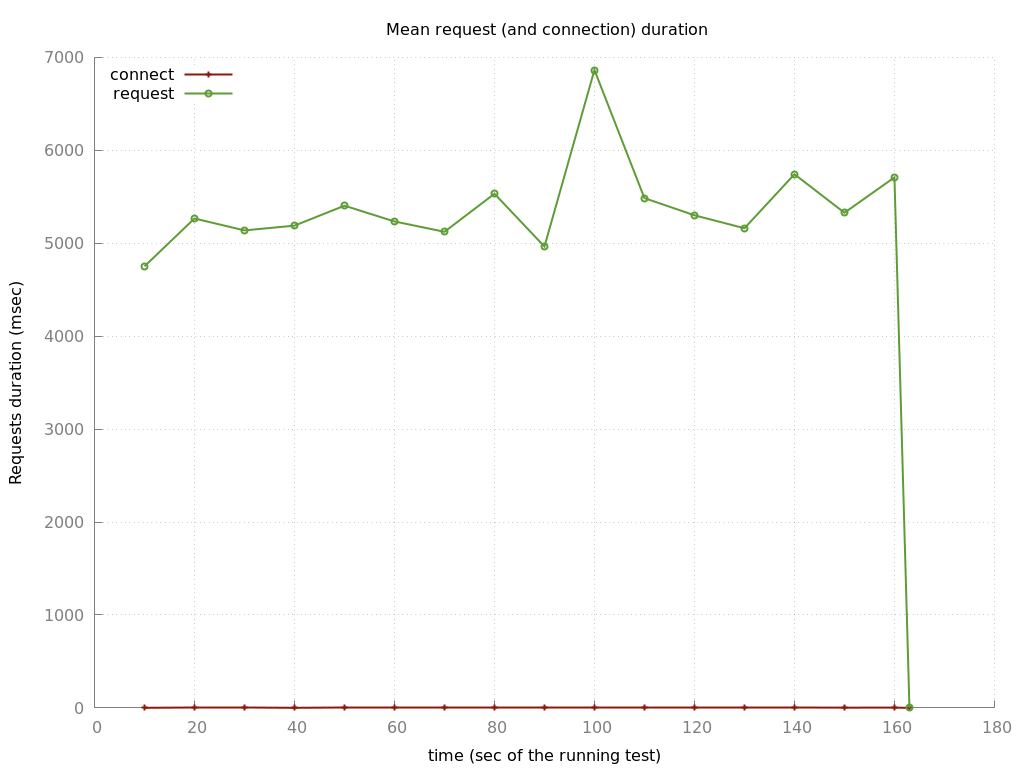 Mean request (and connection) duration
7000
6000
5000
4000
3000
2000
1000
0
connect
request
Requests duration (msec)
0 20 40 60 80 100 120 140 160 180
time (sec of the running test)